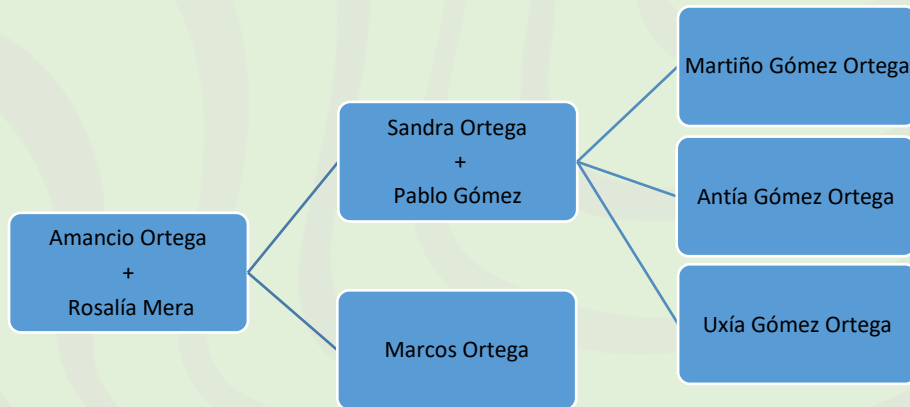 Amancio Ortega
+
Rosalía Mera
Sandra Ortega
+
Pablo Gómez
Marcos Ortega
Martiño Gómez Ortega
Antía Gómez Ortega
Uxía Gómez Ortega